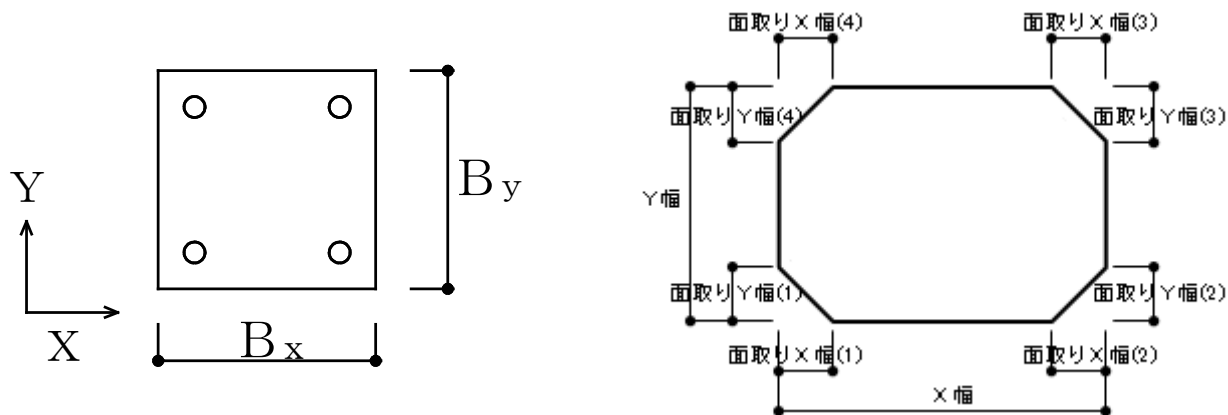 Y
X
By
Bx
面取りX幅(4)
面取りX幅(3)
面取りY幅(4)
面取りY幅(3)
Y幅
面取りY幅(1)
面取りY幅(2)
面取りX幅(1)
面取りX幅(2)
X幅